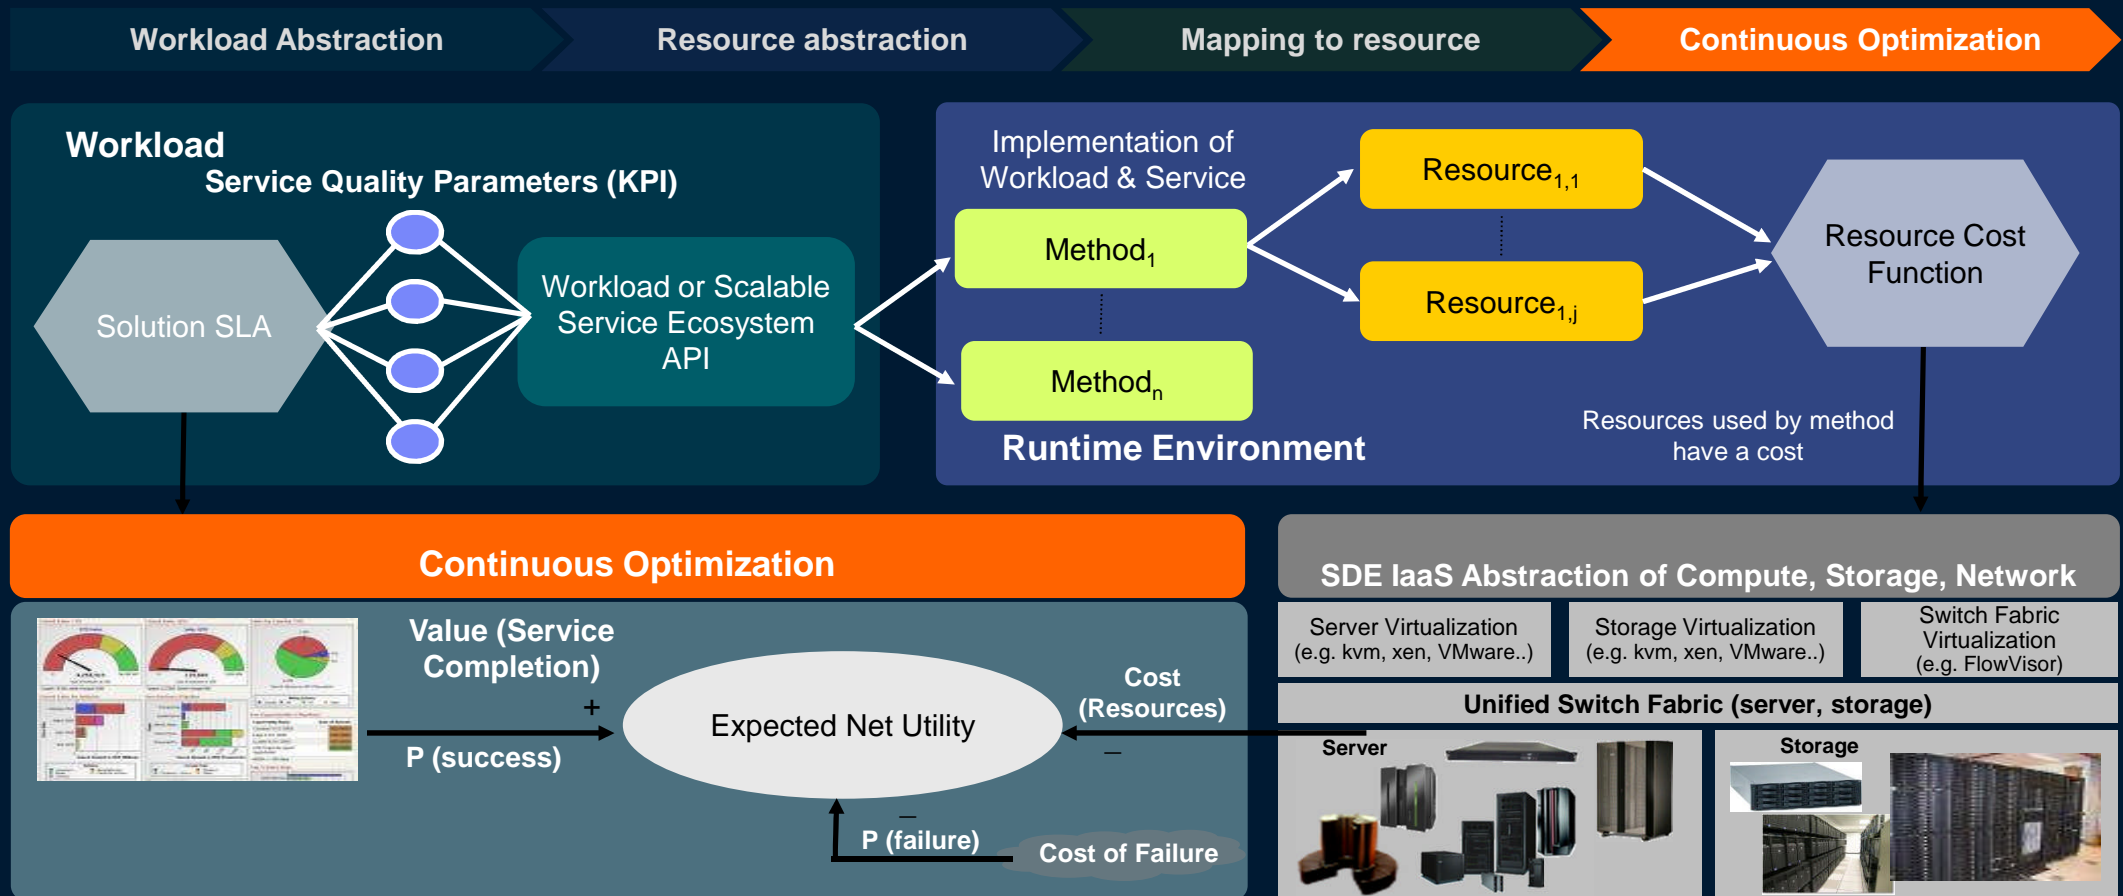 Workload Abstraction
Resource abstraction
Mapping to resource
Continuous Optimization
Workload
Service Quality Parameters (KPI)
Solution SLA
Workload or Scalable
Service Ecosystem
API
Implementation of
Workload & Service
Method1
Methodn
Runtime Environment
Resource1,1
Resource1,j
Resource Cost
Function
Resources used by method
have a cost
Continuous Optimization
Value (Service
Completion)
+
P (success)
Expected Net Utility
Cost
(Resources)
–
–
P (failure)
Cost of Failure
SDE IaaS Abstraction of Compute, Storage, Network
Server Virtualization
(e.g. kvm, xen, VMware..)
Storage Virtualization
(e.g. kvm, xen, VMware..)
Switch Fabric
Virtualization
(e.g. FlowVisor)
Unified Switch Fabric (server, storage)
Server
Storage